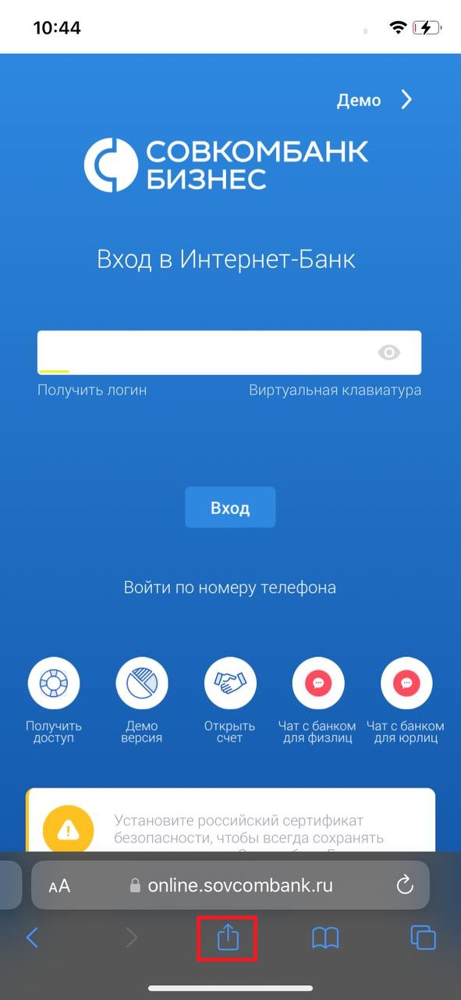 10:44
Демо
СОВКОМБАНК
БИЗНЕС
Вход в Интернет-Банк
Получить логин
Виртуальная клавиатура
Вход
Войти по номеру телефона
Получить доступ
Демо версия
Открыть счет
Чат с банком для физлиц
Чат с банком для юрлиц
Установите российский сертификат
безопасности, чтобы всегда сохранять
AA
online.sovcombank.ru